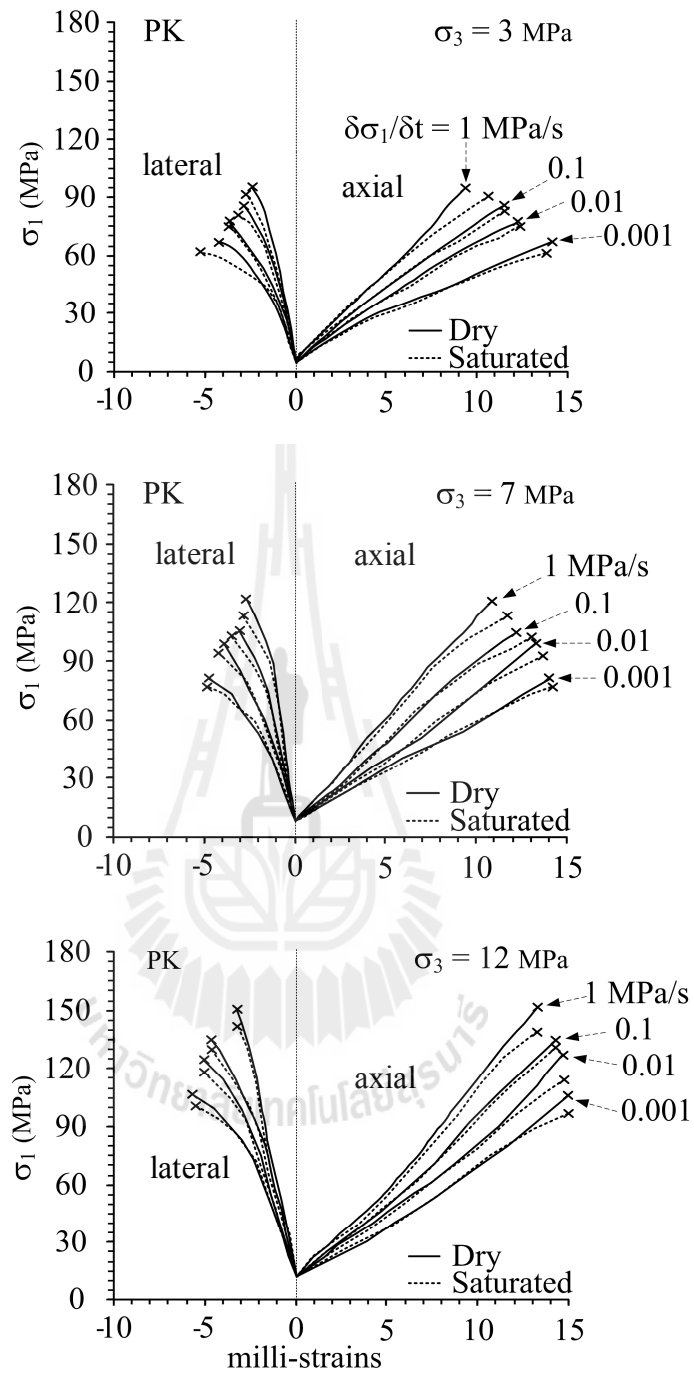 180
PK
σ3 = 3 MPa
150
δσ1/δt = 1 MPa/s
120
lateral
axial
0.1
90
0.01
σ1 (MPa)
60
0.001
30
Dry
Saturated
0
-10 -5 0 5 10 15
180
PK
σ3 = 7 MPa
150
lateral
axial
1 MPa/s
120
0.1
0.01
90
0.001
σ1 (MPa)
60
30
Dry
Saturated
0
-10 -5 0 5 10 15
180
PK
σ3 = 12 MPa
150
1 MPa/s
0.1
120
axial
0.01
90
0.001
σ1 (MPa)
lateral
60
30
Dry
Saturated
0
-10 -5 0 5 10 15
milli-strains